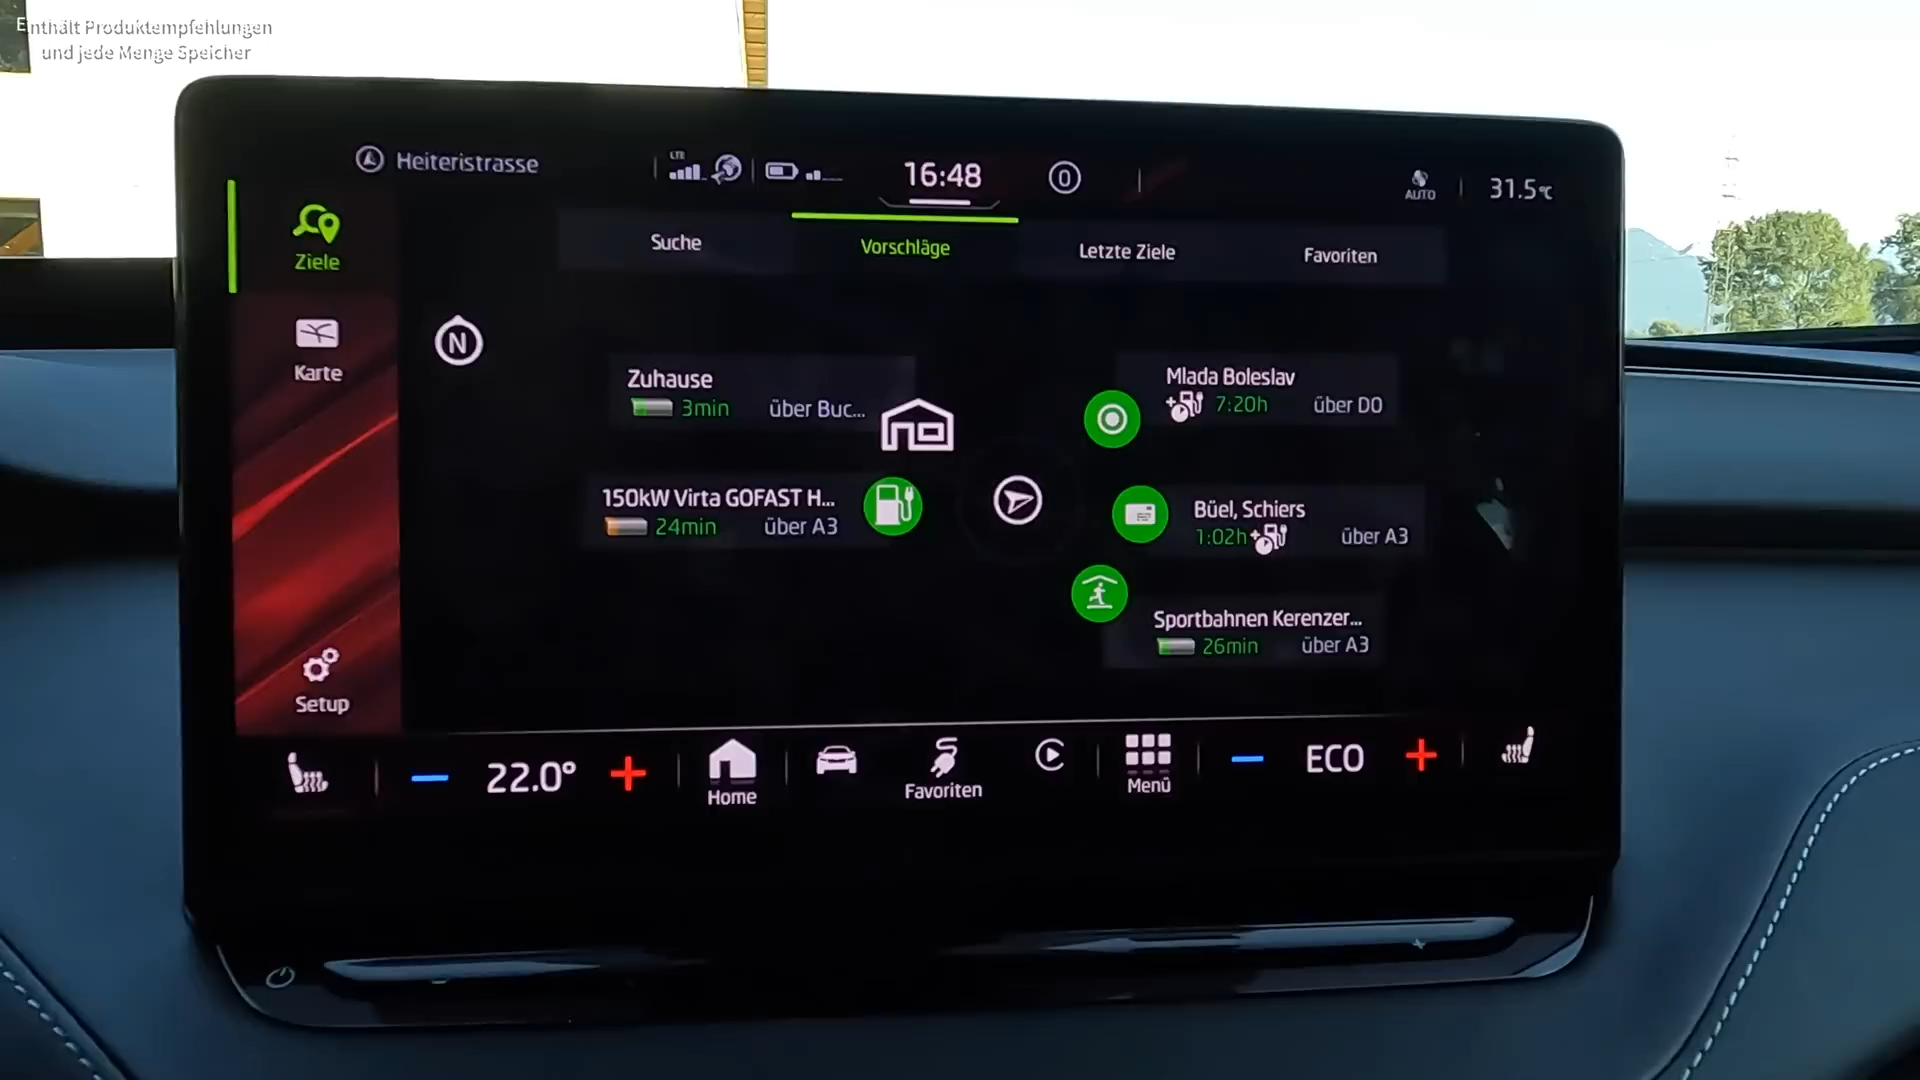 Enthält Produktempfehlungen
und jede Menge Speicher
Heiteristrasse
LTE
16:48
0
AUTO
31.5°C
Ziele
Suche
Vorschläge
Letzte Ziele
Favoriten
Karte
N
Zuhause
3min über Buc...
Mlada Boleslav
7:20h über D0
150kW Virta GOFAST H...
24min über A3
Büel, Schiers
1:02h über A3
Sportbahnen Kerenzer...
26min über A3
Setup
22.0°
Home
Favoriten
Menü
ECO